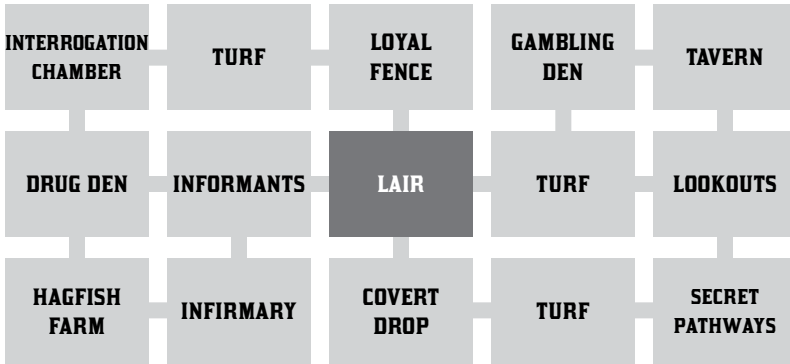 INTERROGATION
CHAMBER
TURF
LOYAL
FENCE
GAMBLING
DEN
TAVERN
DRUG DEN
INFORMANTS
LAIR
TURF
LOOKOUTS
HAGFISH
FARM
INFIRMARY
COVERT
DROP
TURF
SECRET
PATHWAYS